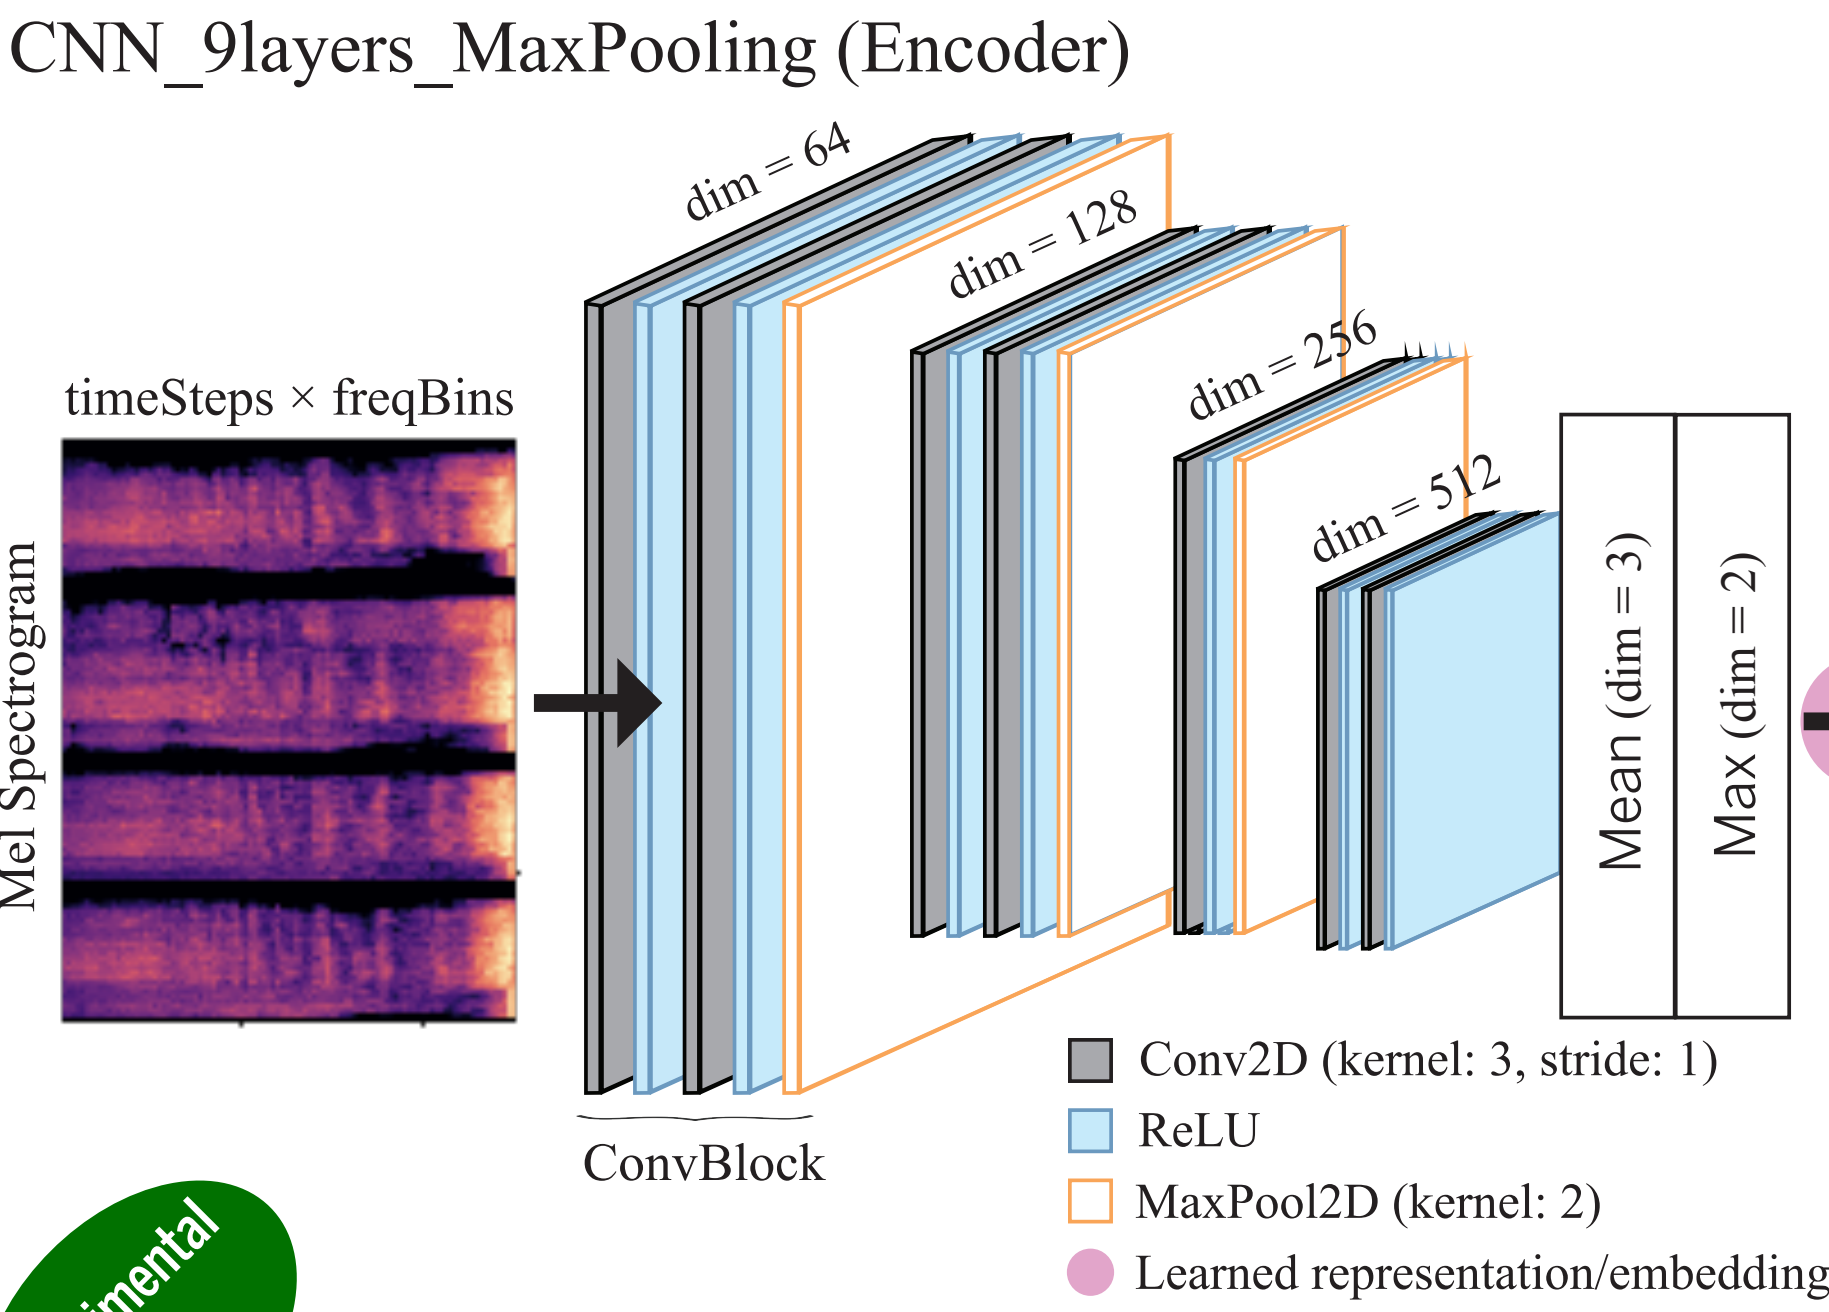 CNN_9layers_MaxPooling (Encoder)
dim = 64
dim = 128
dim = 256
dim = 512
timeSteps × freqBins
Mel Spectrogram
Mean (dim = 3)
Max (dim = 2)
ConvBlock
Conv2D (kernel: 3, stride: 1)
ReLU
MaxPool2D (kernel: 2)
Learned representation/embedding